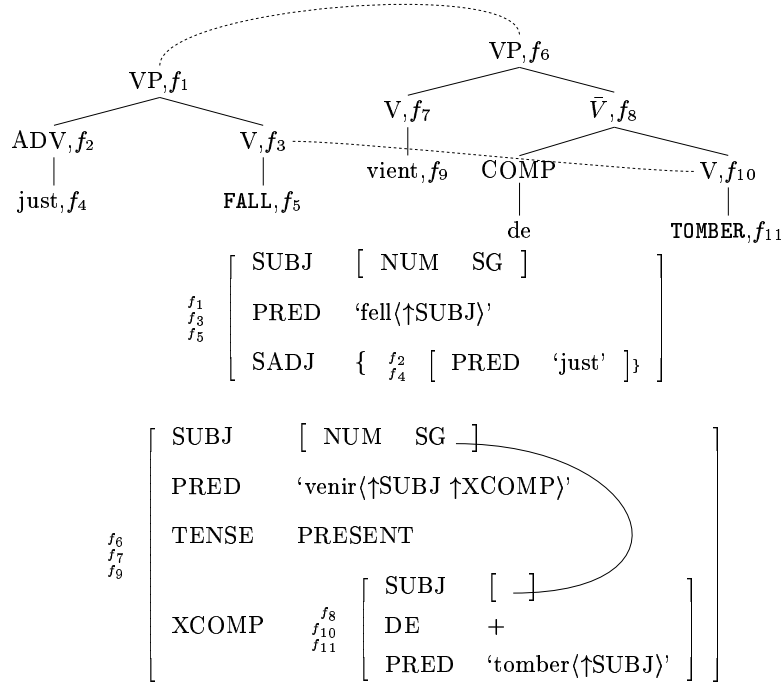 VP,f₆
VP,f₁
V,f₇ V̄,f₈
ADV,f₂ V,f₃
vient,f₉ COMP V,f₁₀
just,f₄ FALL,f₅
de TOMBER,f₁₁
SUBJ [ NUM SG ]
f₁ f₃ f₅ PRED ‘fell⟨↑SUBJ⟩’
SADJ { f₂ f₄ [ PRED ‘just’ ] }
SUBJ [ NUM SG ]
PRED ‘venir⟨↑SUBJ ↑XCOMP⟩’
f₆ f₇ f₉ TENSE PRESENT
SUBJ [ ]
XCOMP f₈ f₁₀ f₁₁ DE +
PRED ‘tomber⟨↑SUBJ⟩’